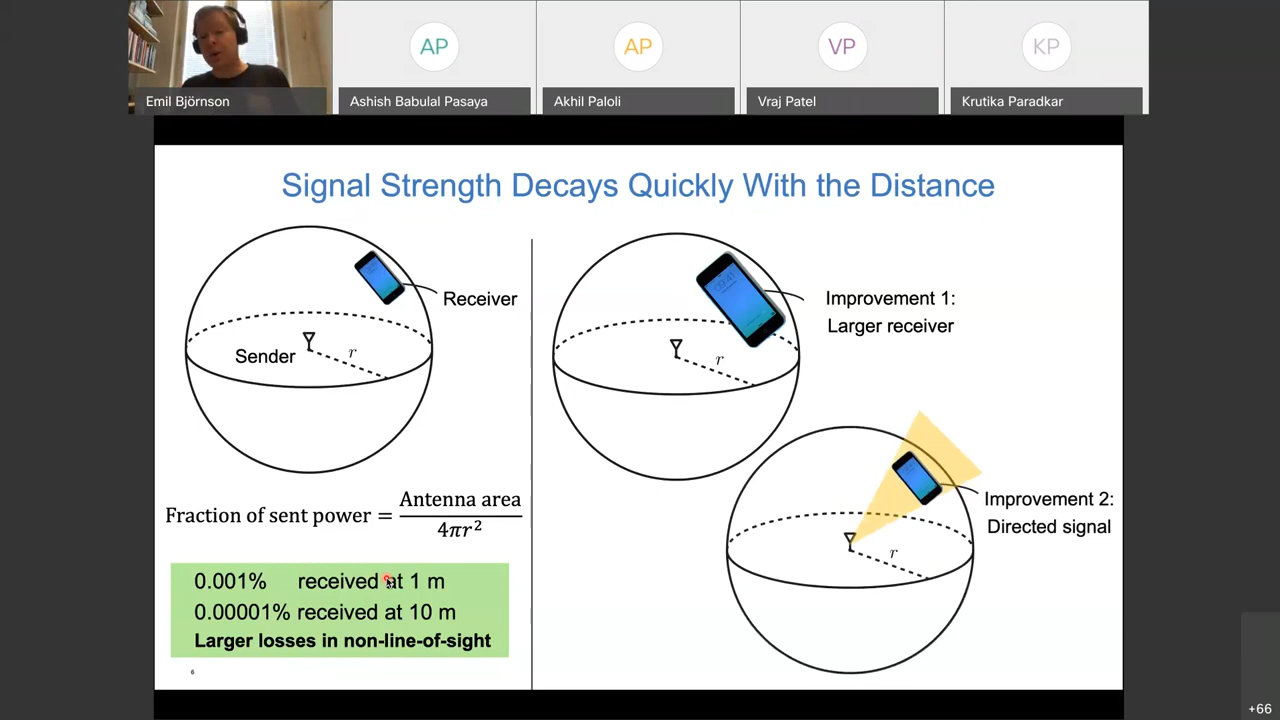 AP
AP
VP
KP
Emil Björnson
Ashish Babulal Pasaya
Akhil Paloli
Vraj Patel
Krutika Paradkar
Signal Strength Decays Quickly With the Distance
Receiver
Sender
r
Fraction of sent power = Antenna area / 4πr²
0.001% received at 1 m
0.00001% received at 10 m
Larger losses in non-line-of-sight
6
r
Improvement 1:
Larger receiver
r
Improvement 2:
Directed signal
+66